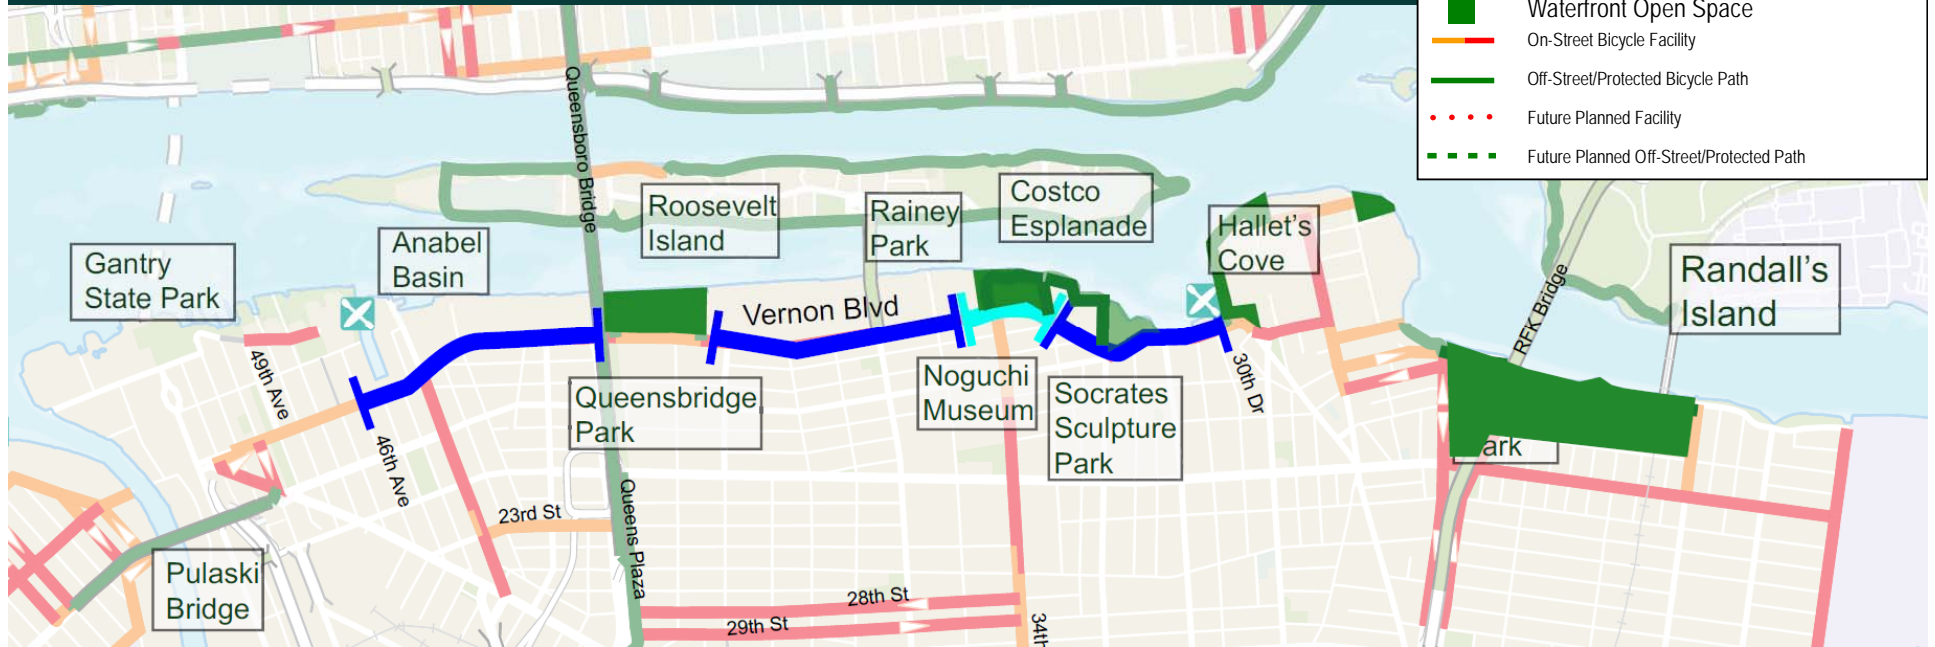 Waterfront Open Space
On-Street Bicycle Facility
Off-Street/Protected Bicycle Path
Future Planned Facility
Future Planned Off-Street/Protected Path
Queensboro Bridge
Roosevelt
Island
Rainey
Park
Costco
Esplanade
Hallet's
Cove
Anabel
Basin
Gantry
State Park
Randall's
Island
RFK Bridge
Vernon Blvd
49th Ave
46th Ave
Queensbridge
Park
Noguchi
Museum
Socrates
Sculpture
Park
30th Dr
ark
23rd St
Queens Plaza
Pulaski
Bridge
28th St
29th St
34th